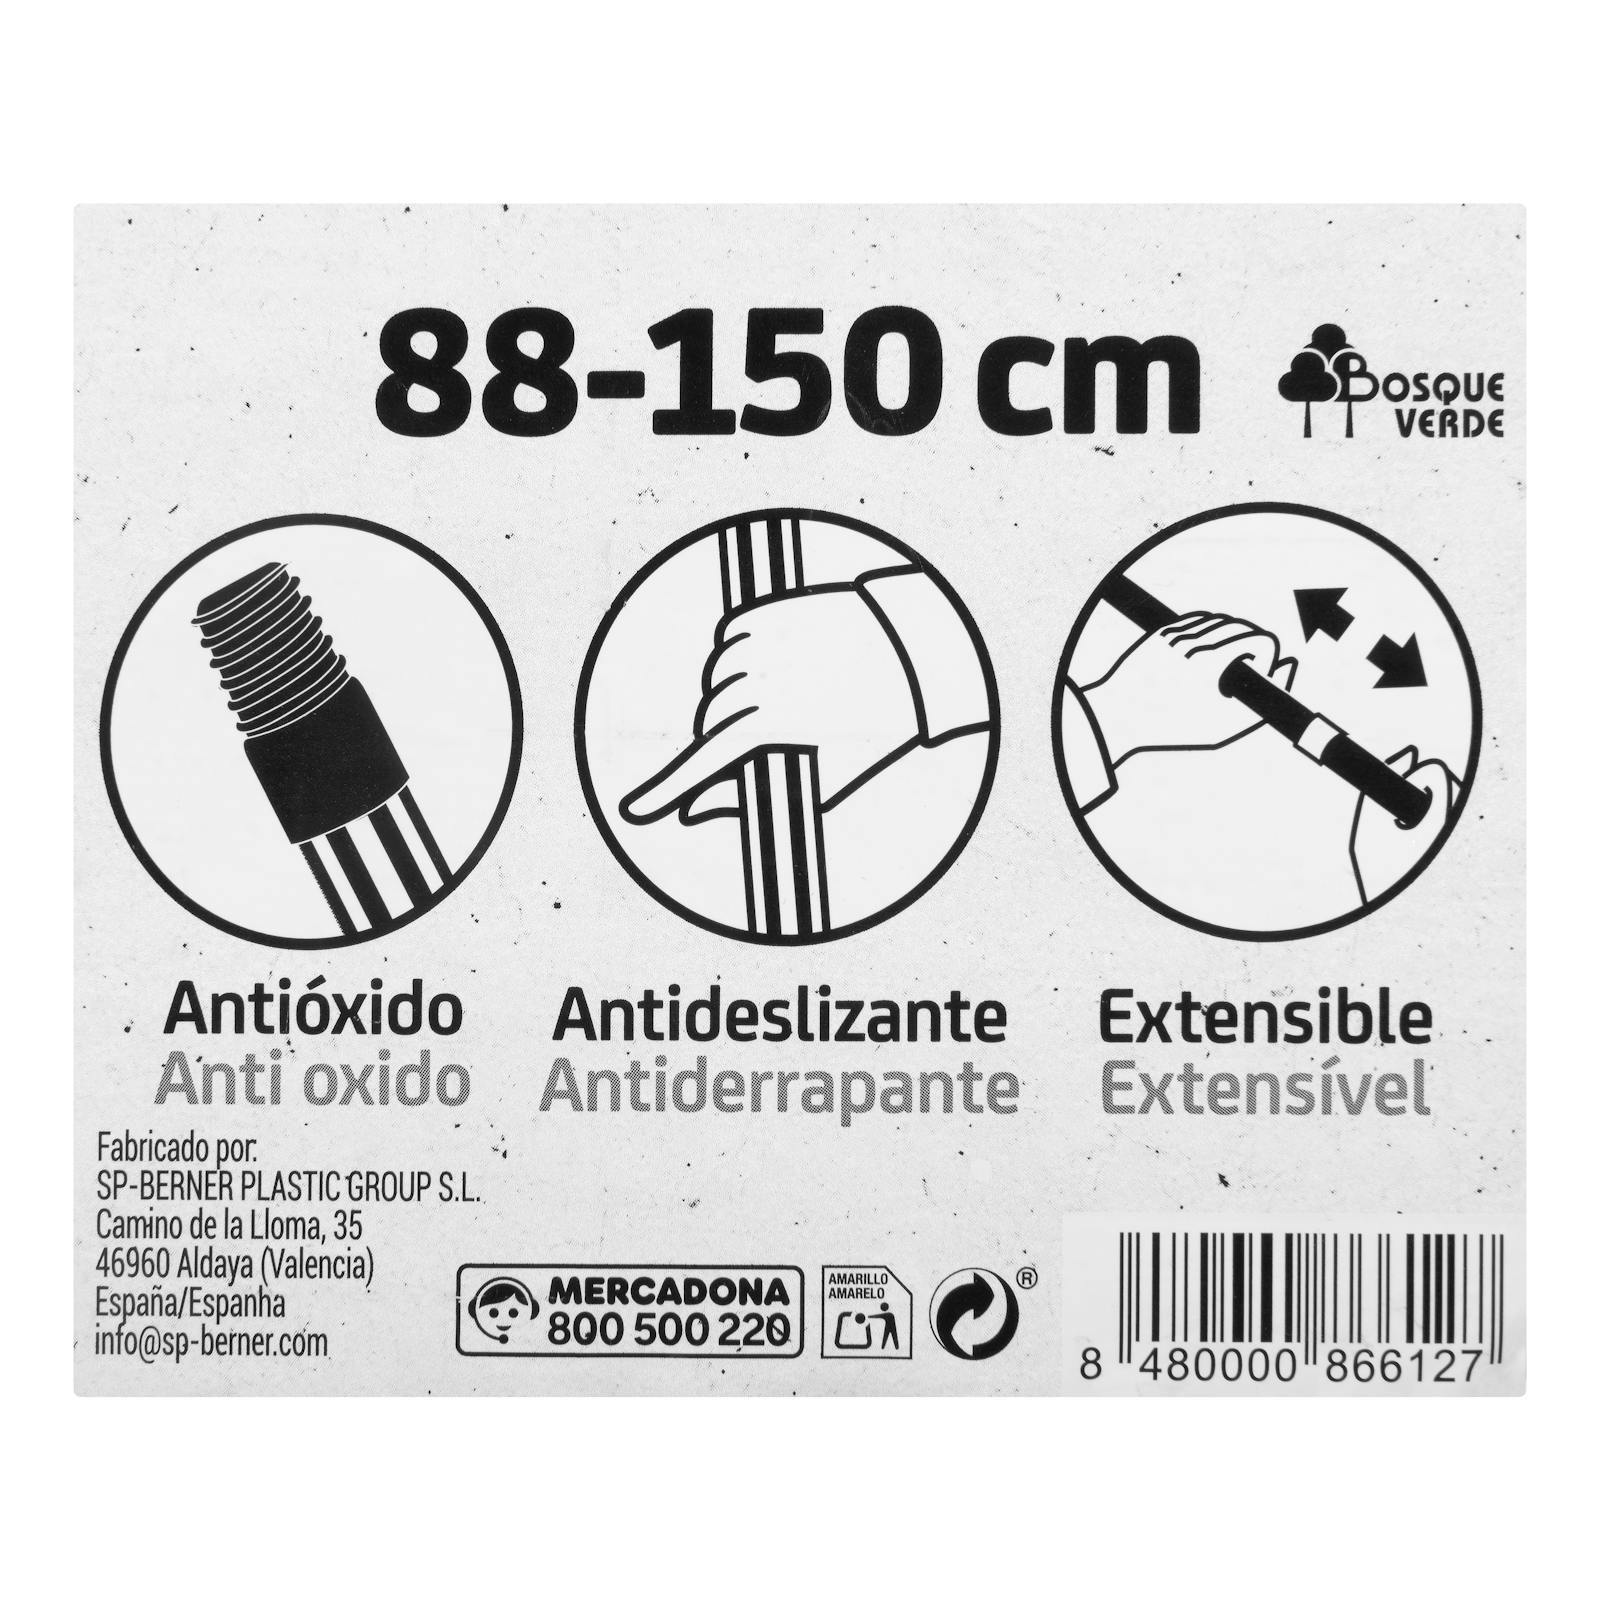 88-150 cm
BOSQUE
VERDE
Antióxido
Anti oxido
Antideslizante
Antiderrapante
Extensible
Extensível
Fabricado por:
SP-BERNER PLASTIC GROUP S.L.
Camino de la Lloma, 35
46960 Aldaya (Valencia)
España/Espanha
info@sp-berner.com
MERCADONA
800 500 220
AMARILLO
AMARELO
®
8 480000 866127